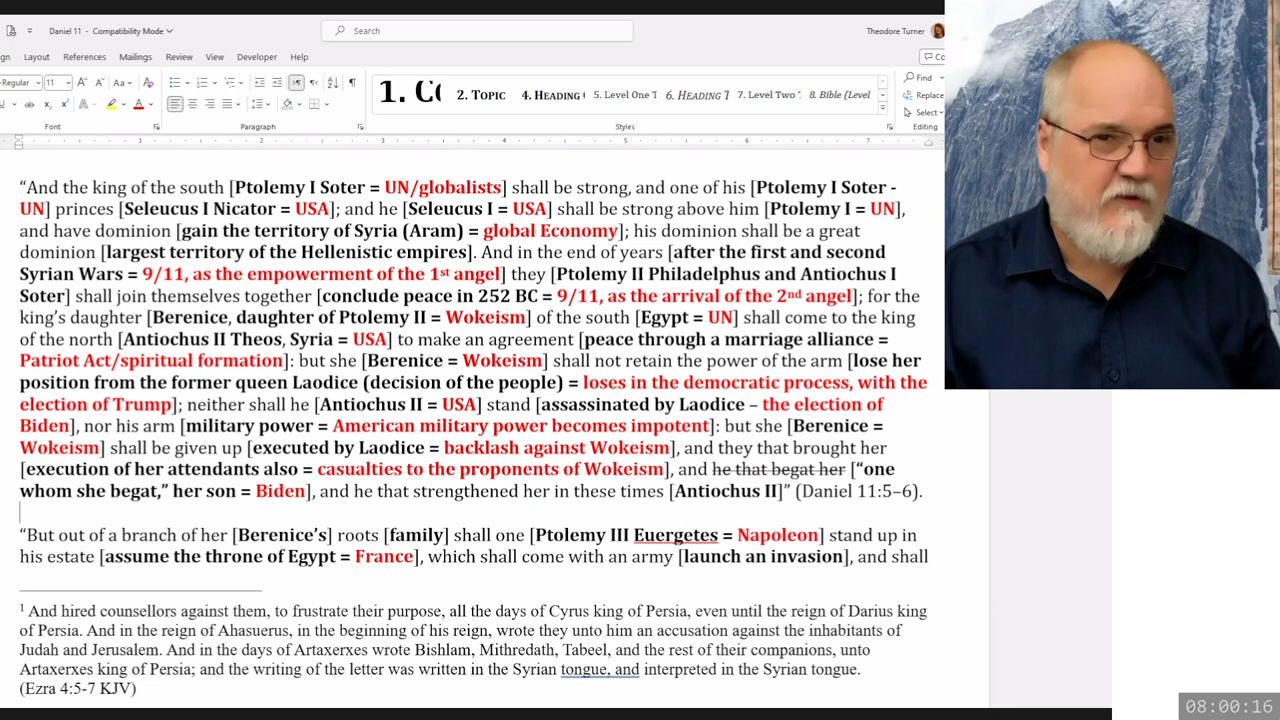 Daniel 11 - Compatibility Mode
Search
Theodore Turner
gn Layout References Mailings Review View Developer Help
Co
Regular 11 Aa
1. Co 2. Topic 4. Heading 5. Level One T 6. Heading T 7. Level Two T 8. Bible (Level
Find
Replace
Select
Font Paragraph Styles Editing
1 2 3 4 5 6 7
“And the king of the south [Ptolemy I Soter = UN/globalists] shall be strong, and one of his [Ptolemy I Soter -
UN] princes [Seleucus I Nicator = USA]; and he [Seleucus I = USA] shall be strong above him [Ptolemy I = UN],
and have dominion [gain the territory of Syria (Aram) = global Economy]; his dominion shall be a great
dominion [largest territory of the Hellenistic empires]. And in the end of years [after the first and second
Syrian Wars = 9/11, as the empowerment of the 1st angel] they [Ptolemy II Philadelphus and Antiochus I
Soter] shall join themselves together [conclude peace in 252 BC = 9/11, as the arrival of the 2nd angel]; for the
king’s daughter [Berenice, daughter of Ptolemy II = Wokeism] of the south [Egypt = UN] shall come to the king
of the north [Antiochus II Theos, Syria = USA] to make an agreement [peace through a marriage alliance =
Patriot Act/spiritual formation]: but she [Berenice = Wokeism] shall not retain the power of the arm [lose her
position from the former queen Laodice (decision of the people) = loses in the democratic process, with the
election of Trump]; neither shall he [Antiochus II = USA] stand [assassinated by Laodice – the election of
Biden], nor his arm [military power = American military power becomes impotent]: but she [Berenice =
Wokeism] shall be given up [executed by Laodice = backlash against Wokeism], and they that brought her
[execution of her attendants also = casualties to the proponents of Wokeism], and he that begat her [“one
whom she begat,” her son = Biden], and he that strengthened her in these times [Antiochus II]” (Daniel 11:5–6).
“But out of a branch of her [Berenice’s] roots [family] shall one [Ptolemy III Euergetes = Napoleon] stand up in
his estate [assume the throne of Egypt = France], which shall come with an army [launch an invasion], and shall
1 And hired counsellors against them, to frustrate their purpose, all the days of Cyrus king of Persia, even until the reign of Darius king
of Persia. And in the reign of Ahasuerus, in the beginning of his reign, wrote they unto him an accusation against the inhabitants of
Judah and Jerusalem. And in the days of Artaxerxes wrote Bishlam, Mithredath, Tabeel, and the rest of their companions, unto
Artaxerxes king of Persia; and the writing of the letter was written in the Syrian tongue, and interpreted in the Syrian tongue.
(Ezra 4:5-7 KJV)
08:00:16